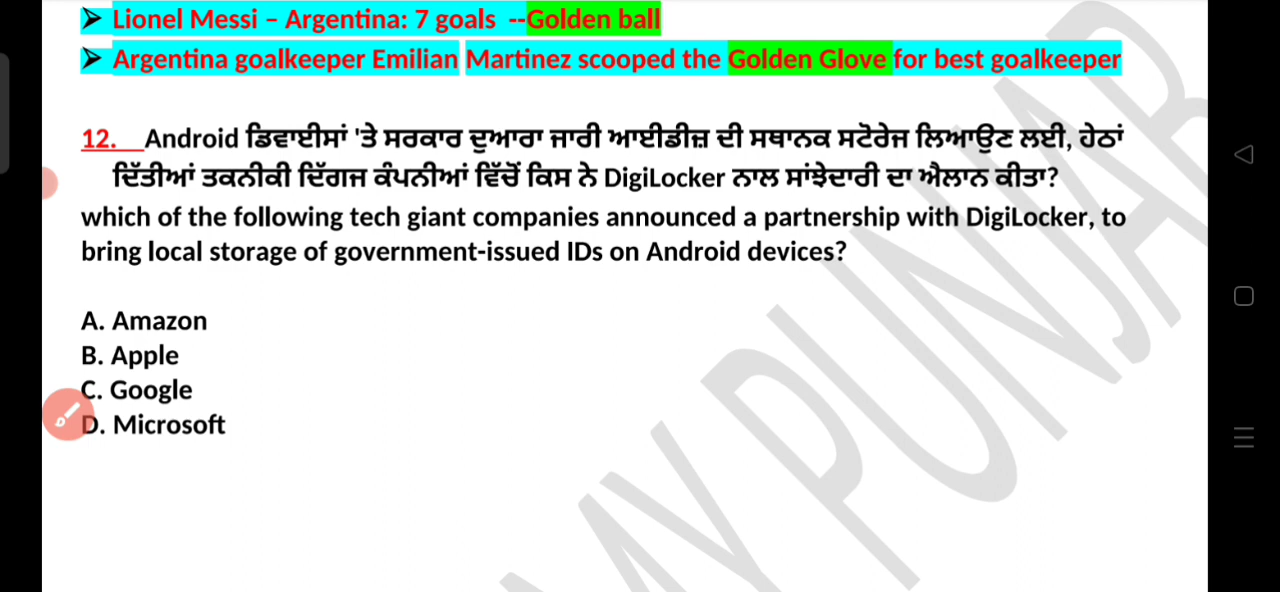 ➤ Lionel Messi – Argentina: 7 goals --Golden ball
➤ Argentina goalkeeper Emilian Martinez scooped the Golden Glove for best goalkeeper
12. Android ਡਿਵਾਈਸਾਂ 'ਤੇ ਸਰਕਾਰ ਦੁਆਰਾ ਜਾਰੀ ਆਈਡੀਜ਼ ਦੀ ਸਥਾਨਕ ਸਟੋਰੇਜ ਲਿਆਉਣ ਲਈ, ਹੇਠਾਂ
ਦਿੱਤੀਆਂ ਤਕਨੀਕੀ ਦਿੱਗਜ ਕੰਪਨੀਆਂ ਵਿੱਚੋਂ ਕਿਸ ਨੇ DigiLocker ਨਾਲ ਸਾਂਝੇਦਾਰੀ ਦਾ ਐਲਾਨ ਕੀਤਾ?
which of the following tech giant companies announced a partnership with DigiLocker, to
bring local storage of government-issued IDs on Android devices?
A. Amazon
B. Apple
C. Google
D. Microsoft
MY PUNJAB